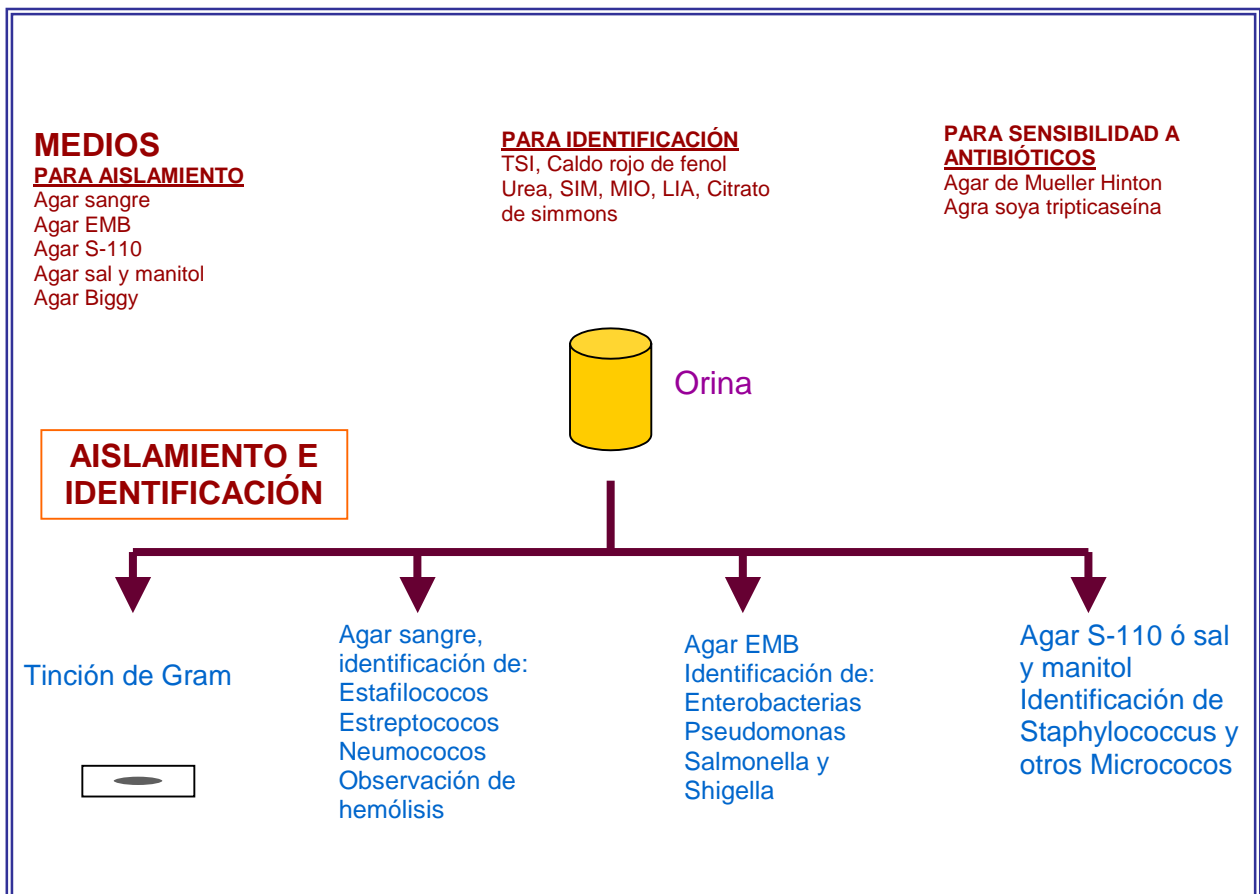 MEDIOS
PARA AISLAMIENTO
Agar sangre
Agar EMB
Agar S-110
Agar sal y manitol
Agar Biggy
PARA IDENTIFICACIÓN
TSI, Caldo rojo de fenol
Urea, SIM, MIO, LIA, Citrato
de simmons
PARA SENSIBILIDAD A
ANTIBIÓTICOS
Agar de Mueller Hinton
Agra soya tripticaseína
Orina
AISLAMIENTO E
IDENTIFICACIÓN
Tinción de Gram
Agar sangre,
identificación de:
Estafilococos
Estreptococos
Neumococos
Observación de
hemólisis
Agar EMB
Identificación de:
Enterobacterias
Pseudomonas
Salmonella y
Shigella
Agar S-110 ó sal
y manitol
Identificación de
Staphylococcus y
otros Micrococos